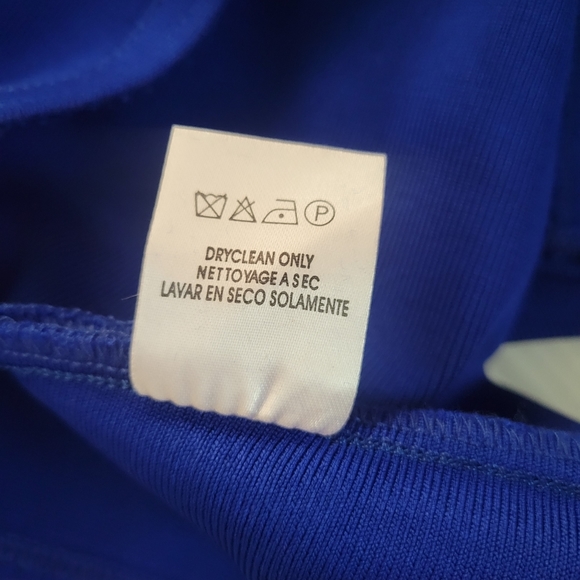 P
DRYCLEAN ONLY
NETTOYAGE A SEC
LAVAR EN SECO SOLAMENTE